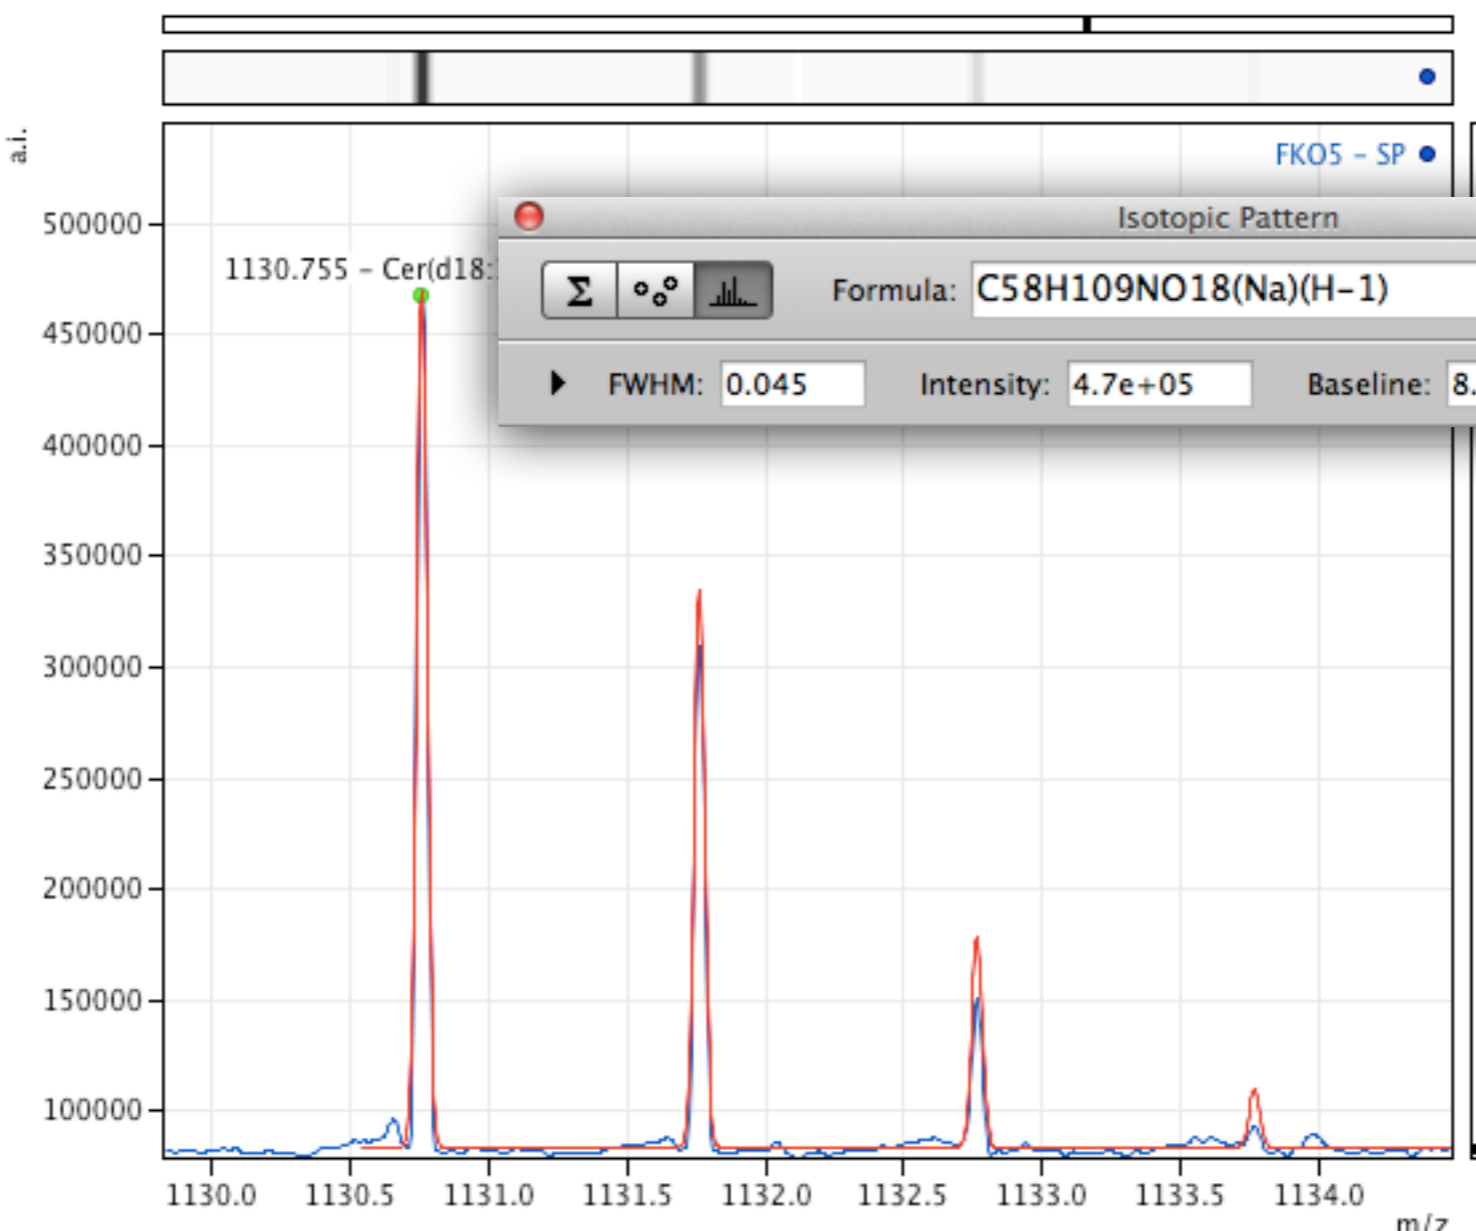 a.i.
FKO5 - SP
Isotopic Pattern
500000
1130.755 - Cer(d18:
Σ
Formula: C58H109NO18(Na)(H-1)
450000
FWHM: 0.045 Intensity: 4.7e+05 Baseline: 8.
400000
350000
300000
250000
200000
150000
100000
1130.0 1130.5 1131.0 1131.5 1132.0 1132.5 1133.0 1133.5 1134.0
m/z